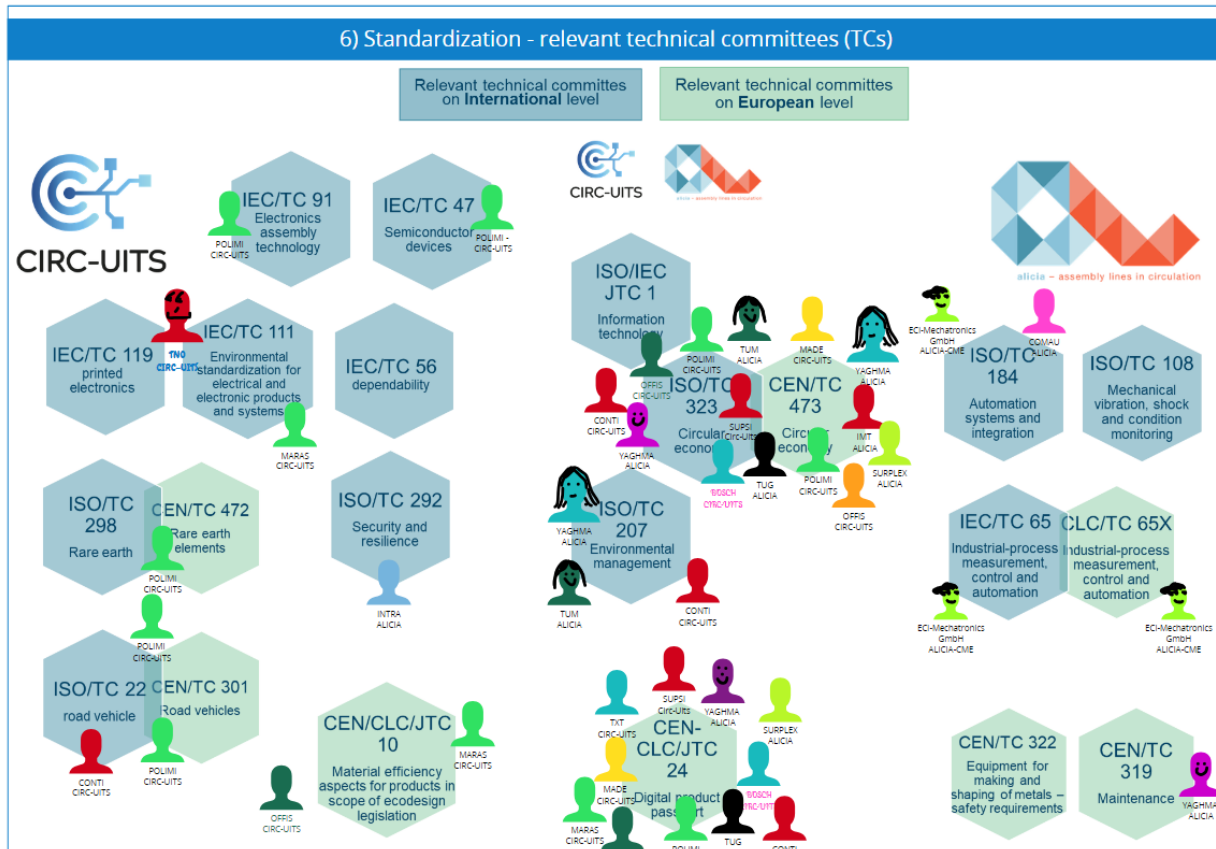 6) Standardization - relevant technical committees (TCs)
Relevant technical committes
on International level
Relevant technical committes
on European level
CIRC-UITS
CIRC-UITS
alicia – assembly lines in circulation
IEC/TC 91
Electronics
assembly
technology
POLIMI
CIRC-UITS
IEC/TC 47
Semiconductor
devices
POLIMI -
CIRC-UITS
IEC/TC 119
printed
electronics
TNO
CIRC-UITS
IEC/TC 111
Environmental
standardization for
electrical and
electronic products
and systems
MARAS
CIRC-UITS
IEC/TC 56
dependability
ISO/TC
298
Rare earth
CEN/TC 472
Rare earth
elements
POLIMI
CIRC-UITS
ISO/TC 292
Security and
resilience
INTRA
ALICIA
POLIMI
CIRC-UITS
ISO/TC 22
road vehicle
CEN/TC 301
Road vehicles
CONTI
CIRC-UITS
POLIMI
CIRC-UITS
CEN/CLC/JTC
10
Material efficiency
aspects for products in
scope of ecodesign
legislation
MARAS
CIRC-UITS
OFFIS
CIRC-UITS
ISO/IEC
JTC 1
Information
technology
OFFIS
CIRC-UITS
POLIMI
CIRC-UITS
TUM
ALICIA
MADE
CIRC-UITS
YAGHMA
ALICIA
ISO/TC
323
Circular
economy
CEN/TC
473
Circular
economy
CONTI
CIRC-UITS
YAGHMA
ALICIA
SUPSI
Circ-Uits
IMT
ALICIA
SURPLEX
ALICIA
BOSCH
CIRC-UITS
TUG
ALICIA
POLIMI
CIRC-UITS
OFFIS
CIRC-UITS
ISO/TC
207
Environmental
management
YAGHMA
ALICIA
TUM
ALICIA
CONTI
CIRC-UITS
TXT
CIRC-UITS
SUPSI
Circ-Uits
YAGHMA
ALICIA
SURPLEX
ALICIA
CEN-
CLC/JTC
24
Digital product
passport
MADE
CIRC-UITS
BOSCH
CIRC-UITS
MARAS
CIRC-UITS
POLIMI
TUG
CONTI
ECI-Mechatronics
GmbH
ALICIA-CME
COMAU
ALICIA
ISO/TC
184
Automation
systems and
integration
ISO/TC 108
Mechanical
vibration, shock
and condition
monitoring
IEC/TC 65
Industrial-process
measurement,
control and
automation
CLC/TC 65X
Industrial-process
measurement,
control and
automation
ECI-Mechatronics
GmbH
ALICIA-CME
ECI-Mechatronics
GmbH
ALICIA-CME
CEN/TC 322
Equipment for
making and
shaping of metals –
safety requirements
CEN/TC
319
Maintenance
YAGHMA
ALICIA